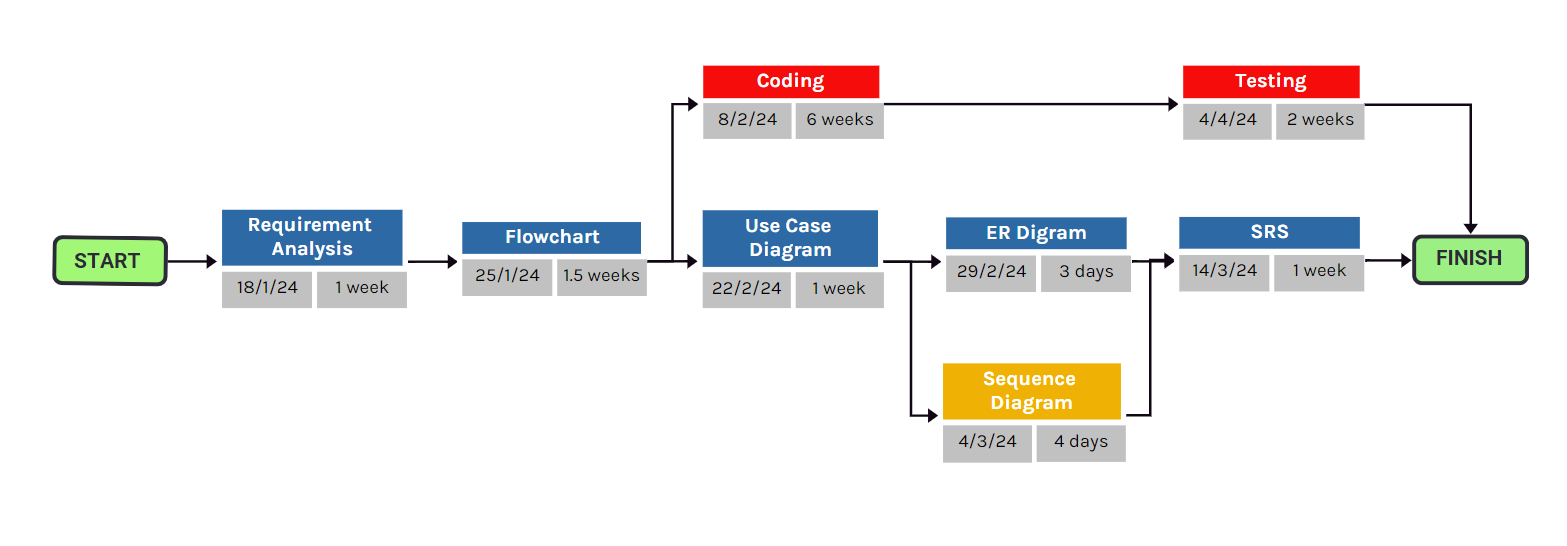 Coding
8/2/24
6 weeks
Testing
4/4/24
2 weeks
START
Requirement
Analysis
18/1/24
1 week
Flowchart
25/1/24
1.5 weeks
Use Case
Diagram
22/2/24
1 week
ER Digram
29/2/24
3 days
SRS
14/3/24
1 week
FINISH
Sequence
Diagram
4/3/24
4 days